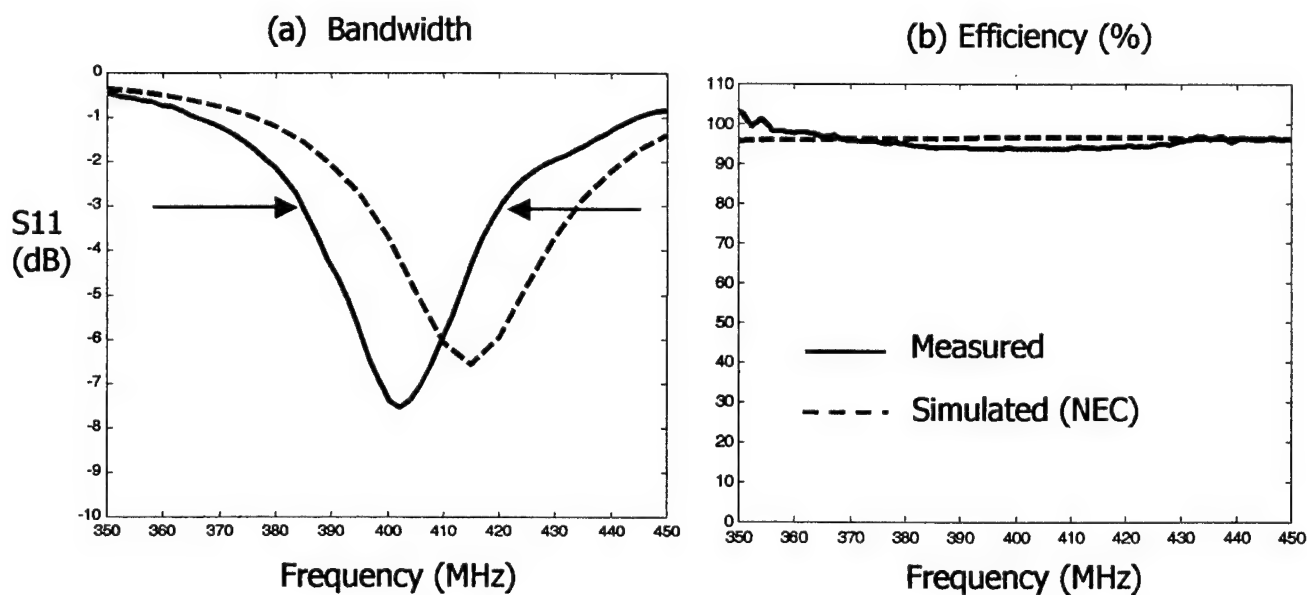 (a) Bandwidth
(b) Efficiency (%)
0
-1
-2
-3
-4
-5
-6
-7
-8
-9
-10
S11
(dB)
350 360 370 380 390 400 410 420 430 440 450
Frequency (MHz)
110
100
90
80
70
60
50
40
30
20
10
0
Measured
Simulated (NEC)
350 360 370 380 390 400 410 420 430 440 450
Frequency (MHz)